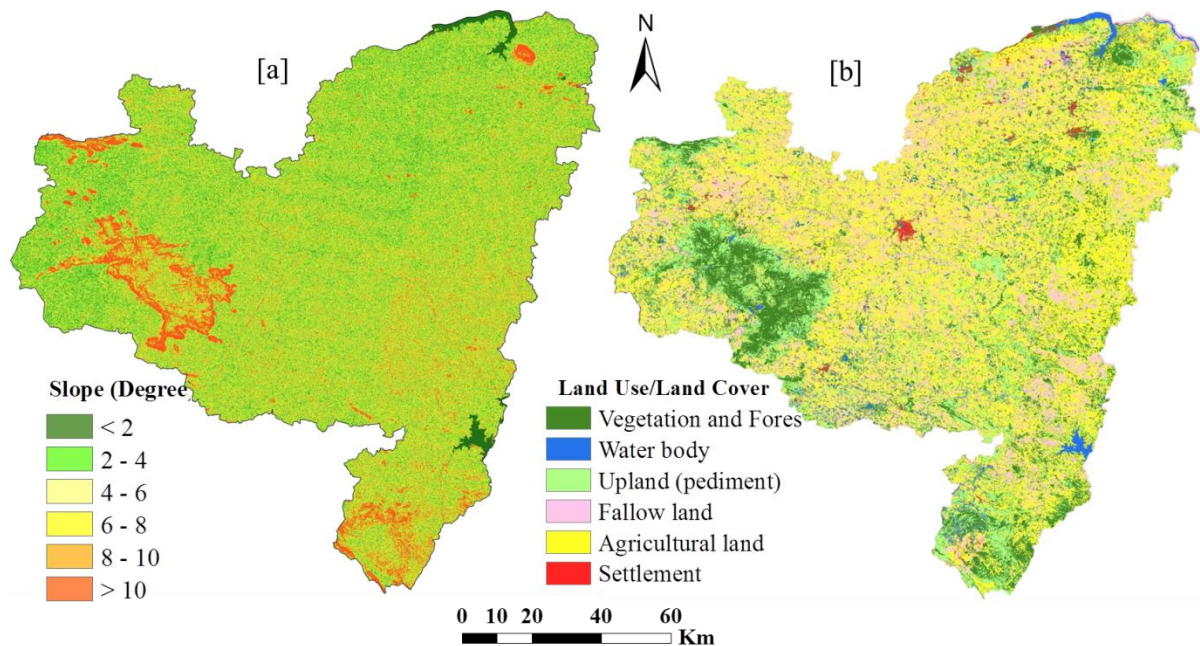 [a]
N
[b]
Slope (Degree
< 2
2 - 4
4 - 6
6 - 8
8 - 10
> 10
Land Use/Land Cover
Vegetation and Fores
Water body
Upland (pediment)
Fallow land
Agricultural land
Settlement
0 10 20 40 60
Km